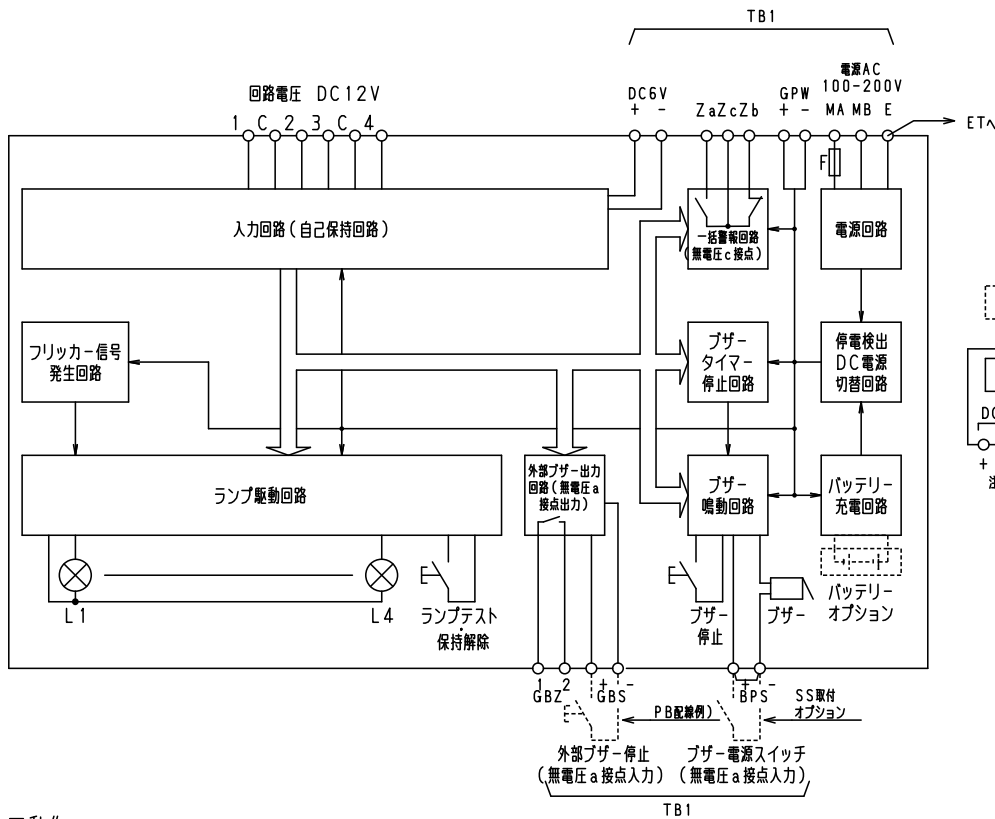 TB1
電源AC
100-200V
回路電圧 DC12V
DC6V
GPW
1 C 2 3 C 4
+ -
Za Zc Zb
+ -
MA MB E
ETへ
F
入力回路(自己保持回路)
一括警報回路
(無電圧c接点)
電源回路
フリッカー信号
発生回路
ブザー
タイマー
停止回路
停電検出
DC電源
切替回路
ランプ駆動回路
外部ブザー出力
回路(無電圧a
接点出力)
ブザー
鳴動回路
バッテリー
充電回路
L1
L4
ランプテスト
・
保持解除
ブザー
停止
ブザー
バッテリー
オプション
+
1 2 + -
GBZ GBS
+ -
BPS
PB配線例)
SS取付
オプション
外部ブザー停止
(無電圧a接点入力)
ブザー電源スイッチ
(無電圧a接点入力)
TB1